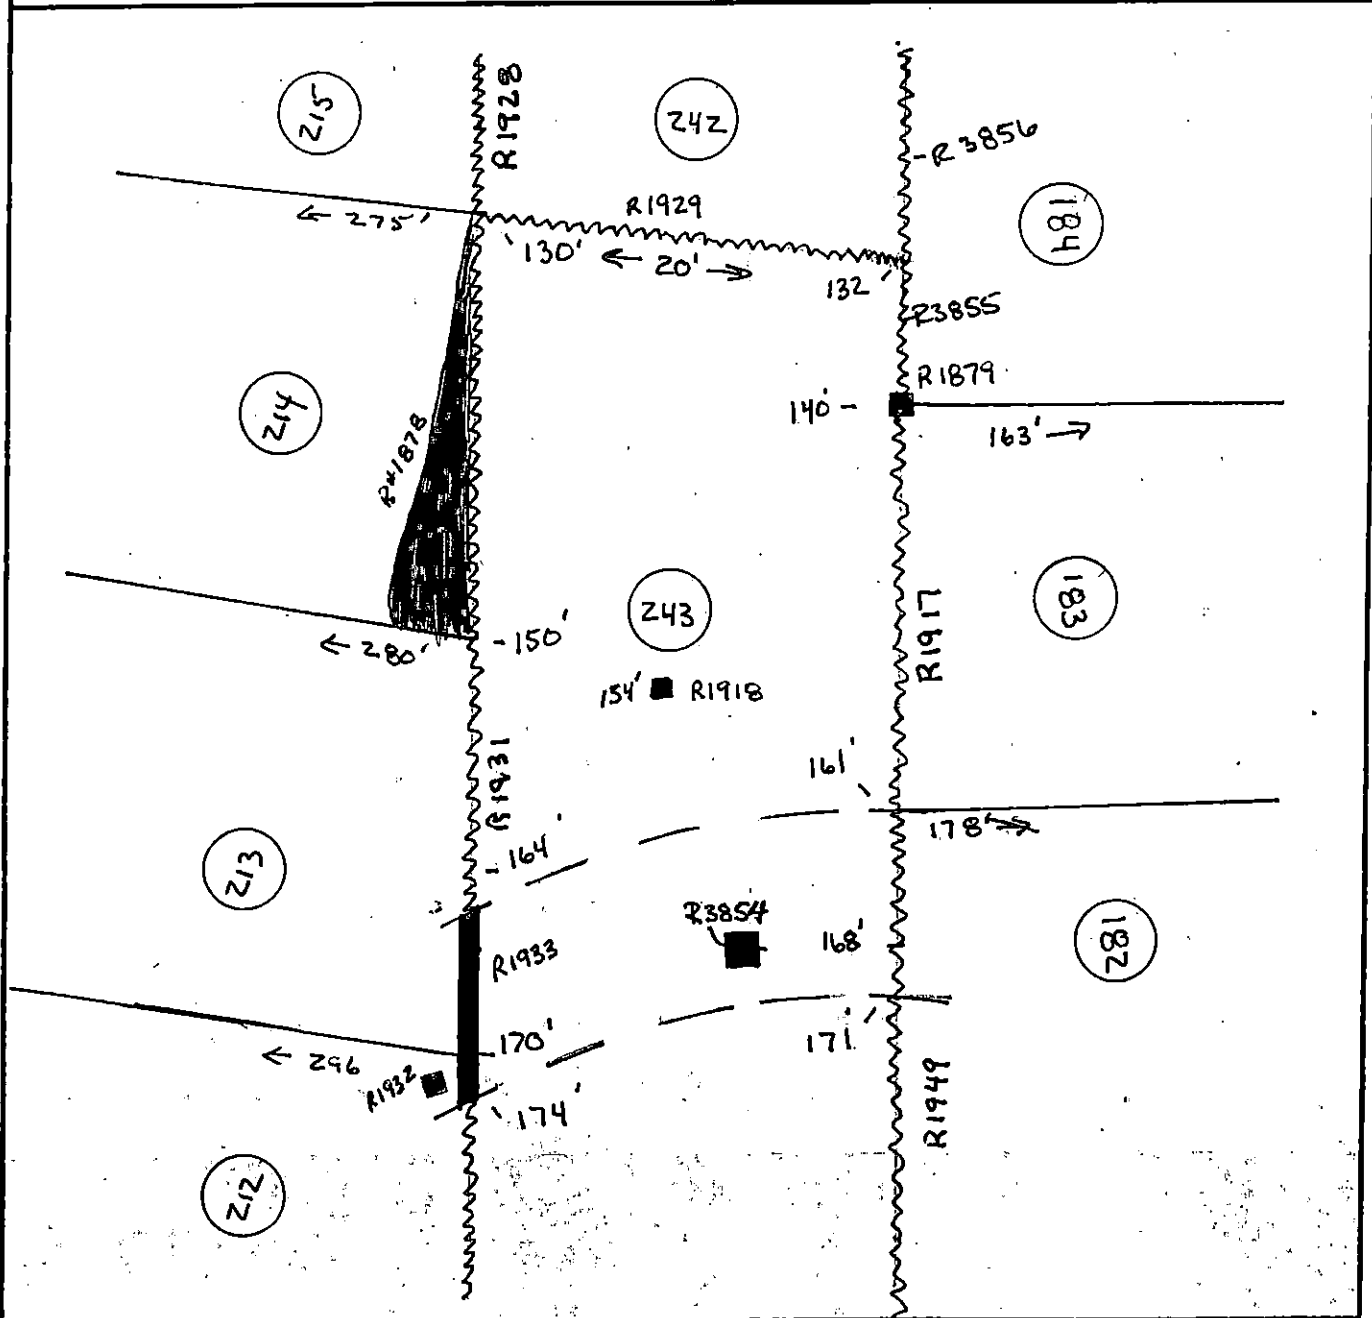 215
R1928
242
R3856
184
R1929
← 275'
130'
← 20' →
132
R3855
R1879
140'
163' →
214
R#1878
243
183
R1917
← 280'
150'
154'
R1918
R1931
161'
178' →
164'
213
R3854
168'
182
R1933
← 296
170'
171'
R1932
174'
R1949
212